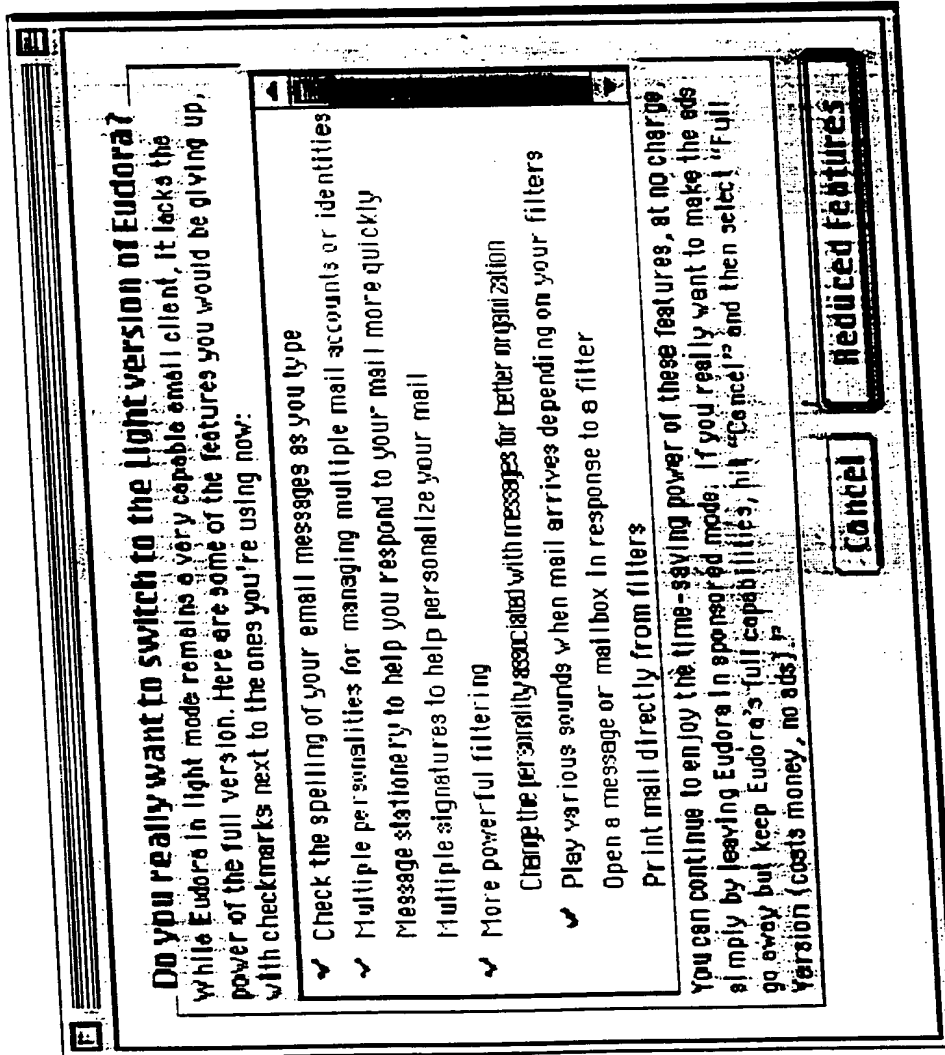 Do you really want to switch to the Light version of Eudora?
While Eudora in light mode remains a very capable email client, it lacks the
power of the full version. Here are some of the features you would be giving up,
with checkmarks next to the ones you're using now:
✓ Check the spelling of your email messages as you type
✓ Multiple personalities for managing multiple mail accounts or identities
Message stationery to help you respond to your mail more quickly
Multiple signatures to help personalize your mail
✓ More powerful filtering
Change the personality associated with messages for better organization
✓ Play various sounds when mail arrives depending on your filters
Open a message or mailbox in response to a filter
Print mail directly from filters
You can continue to enjoy the time-saving power of these features, at no charge,
simply by leaving Eudora in sponsored mode. If you really want to make the ads
go away but keep Eudora's full capabilities, hit "Cancel" and then select "Full
Version (costs money, no ads)."
Cancel
Reduced Features